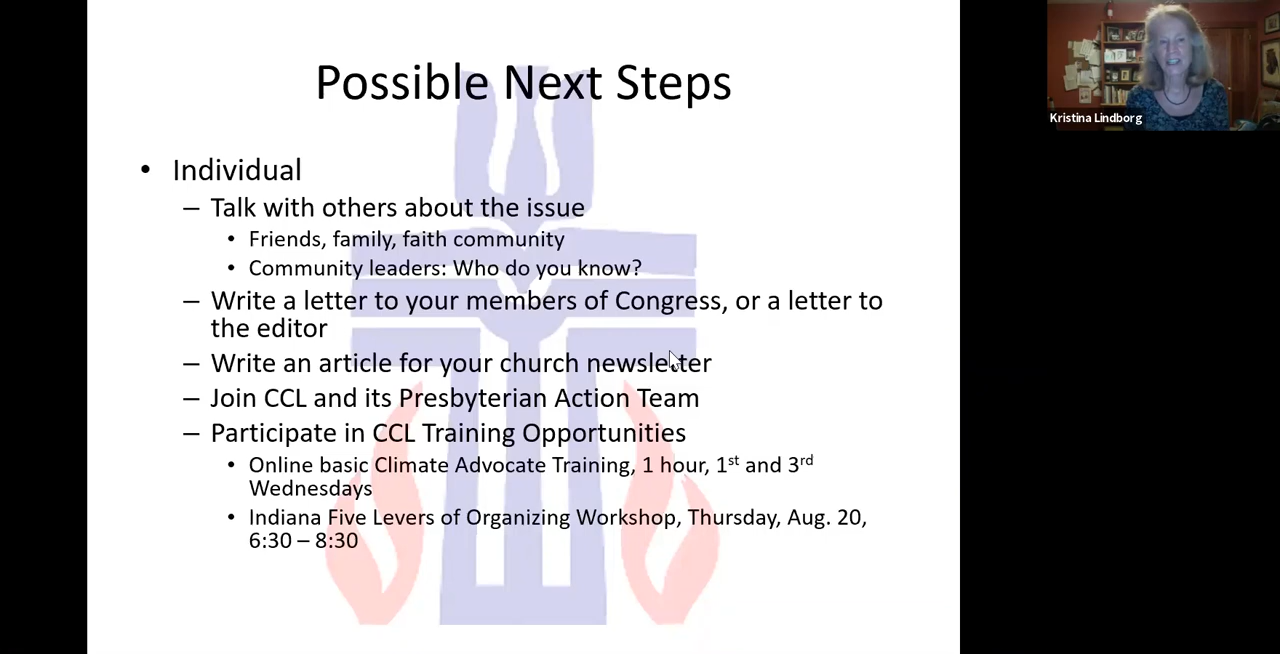 Possible Next Steps
Kristina Lindborg
• Individual
– Talk with others about the issue
• Friends, family, faith community
• Community leaders: Who do you know?
– Write a letter to your members of Congress, or a letter to
the editor
– Write an article for your church newsletter
– Join CCL and its Presbyterian Action Team
– Participate in CCL Training Opportunities
• Online basic Climate Advocate Training, 1 hour, 1st and 3rd
Wednesdays
• Indiana Five Levers of Organizing Workshop, Thursday, Aug. 20,
6:30 – 8:30